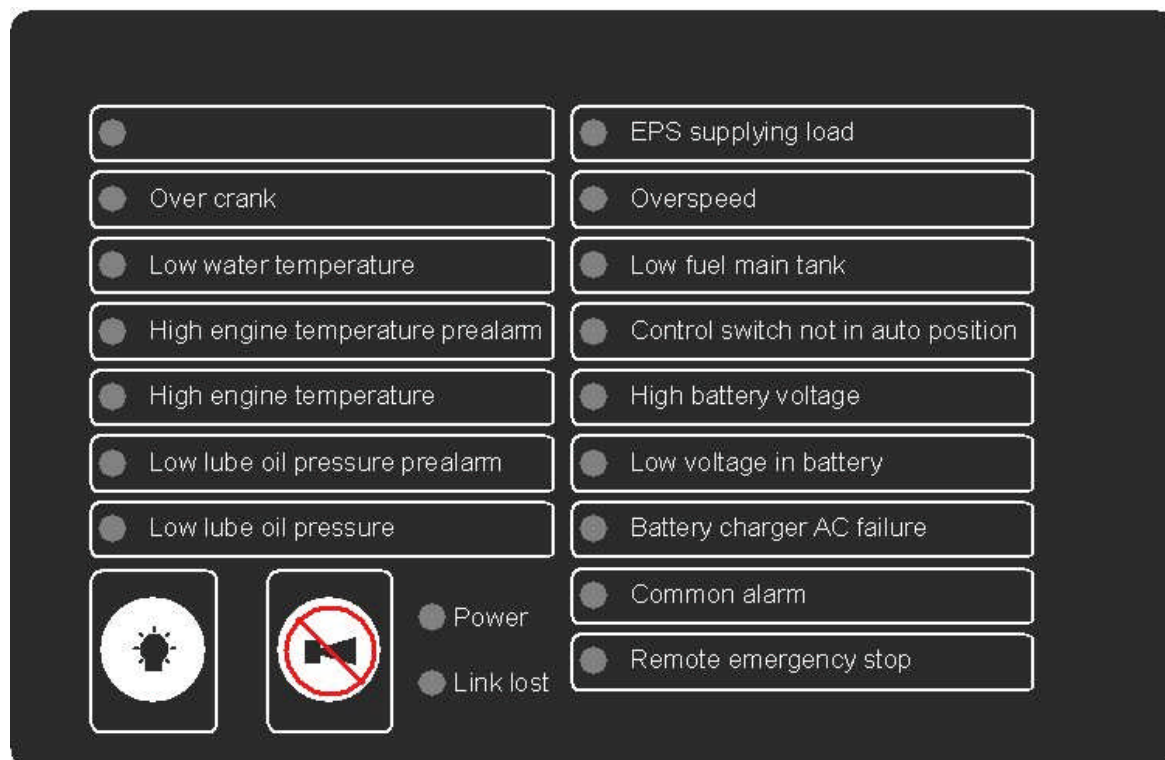 EPS supplying load
Over crank
Overspeed
Low water temperature
Low fuel main tank
High engine temperature prealarm
Control switch not in auto position
High engine temperature
High battery voltage
Low lube oil pressure prealarm
Low voltage in battery
Low lube oil pressure
Battery charger AC failure
Common alarm
Power
Remote emergency stop
Link lost